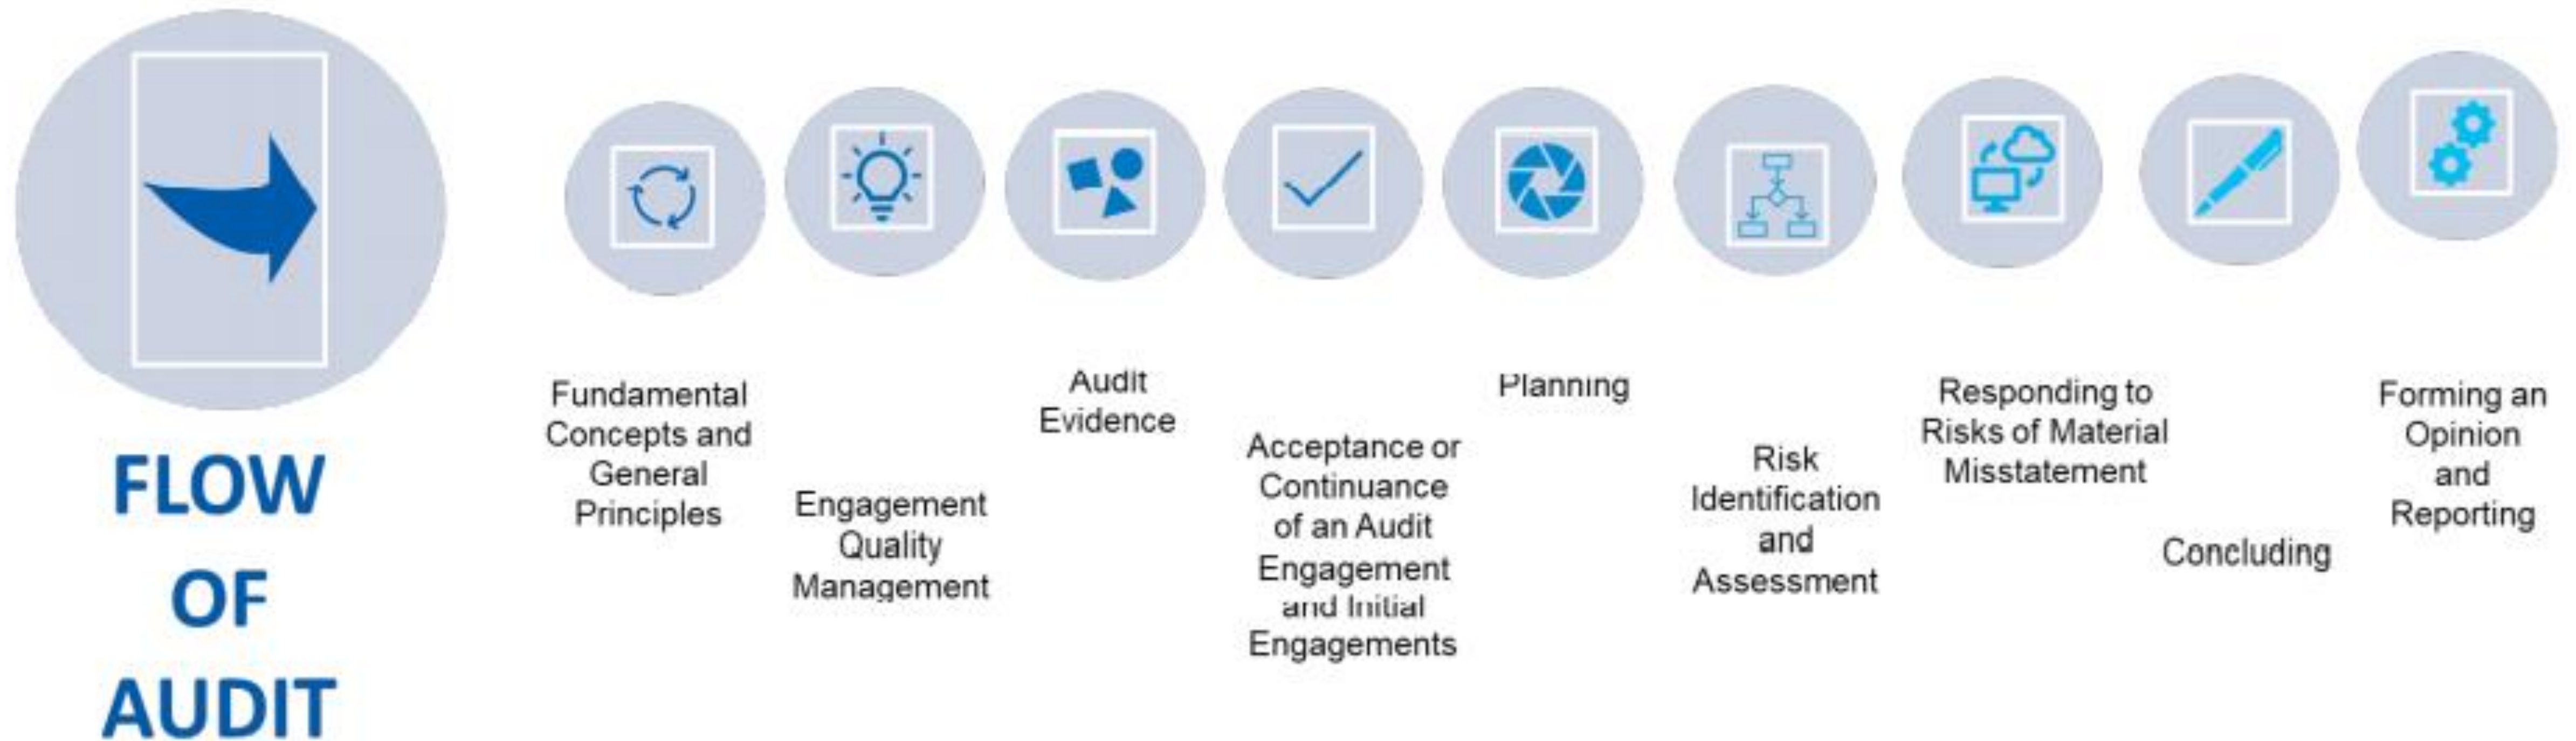 FLOW
OF
AUDIT
Fundamental
Concepts and
General
Principles
Engagement
Quality
Management
Audit
Evidence
Acceptance or
Continuance
of an Audit
Engagement
and Initial
Engagements
Planning
Risk
Identification
and
Assessment
Responding to
Risks of Material
Misstatement
Concluding
Forming an
Opinion
and
Reporting